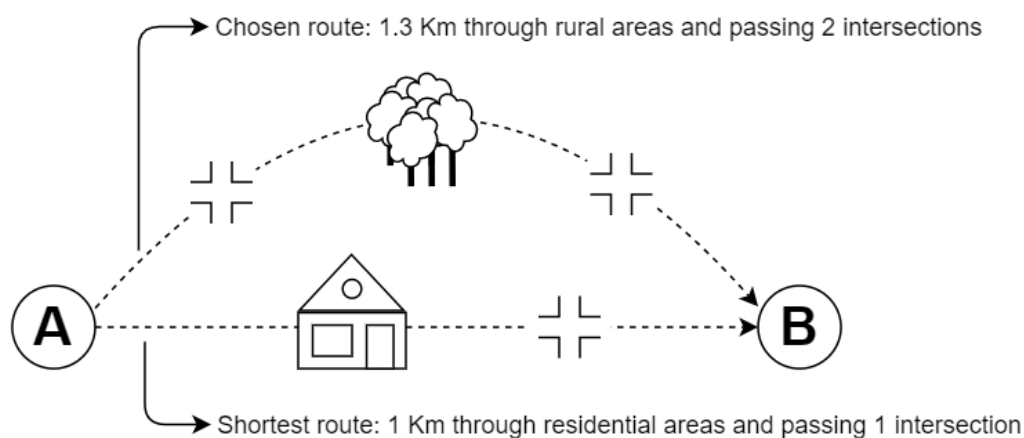 Chosen route: 1.3 Km through rural areas and passing 2 intersections
A
B
Shortest route: 1 Km through residential areas and passing 1 intersection